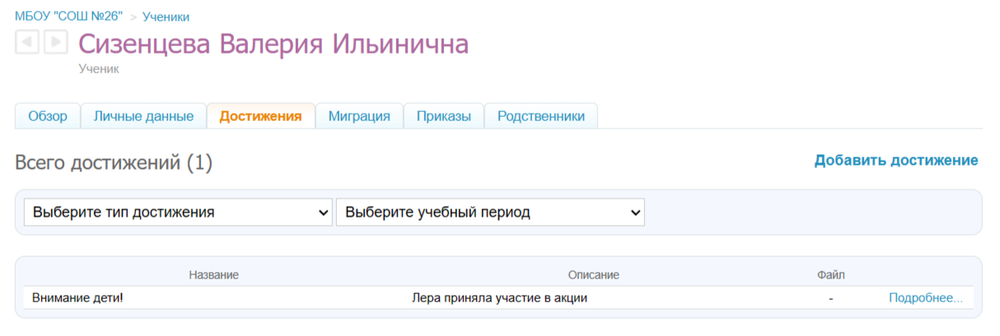 МБОУ "СОШ №26" > Ученики
Сизенцева Валерия Ильинична
Ученик
Обзор Личные данные Достижения Миграция Приказы Родственники
Всего достижений (1) Добавить достижение
Выберите тип достижения Выберите учебный период
Название Описание Файл
Внимание дети! Лера приняла участие в акции - Подробнее...